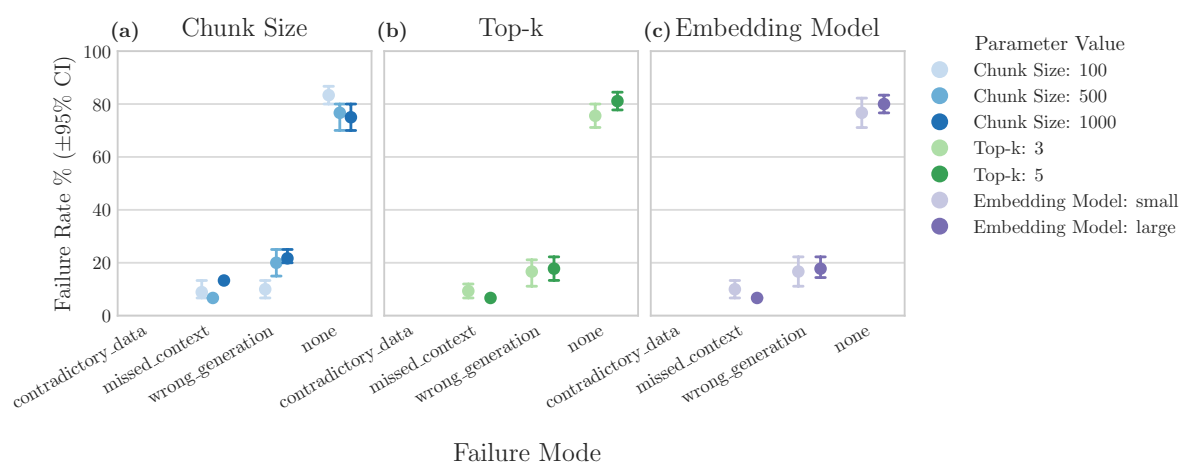 (a) Chunk Size
(b) Top-k
(c) Embedding Model
Failure Rate % (±95% CI)
100
80
60
40
20
0
contradictory_data
missed_context
wrong_generation
none
contradictory_data
missed_context
wrong_generation
none
contradictory_data
missed_context
wrong_generation
none
Failure Mode
Parameter Value
Chunk Size: 100
Chunk Size: 500
Chunk Size: 1000
Top-k: 3
Top-k: 5
Embedding Model: small
Embedding Model: large